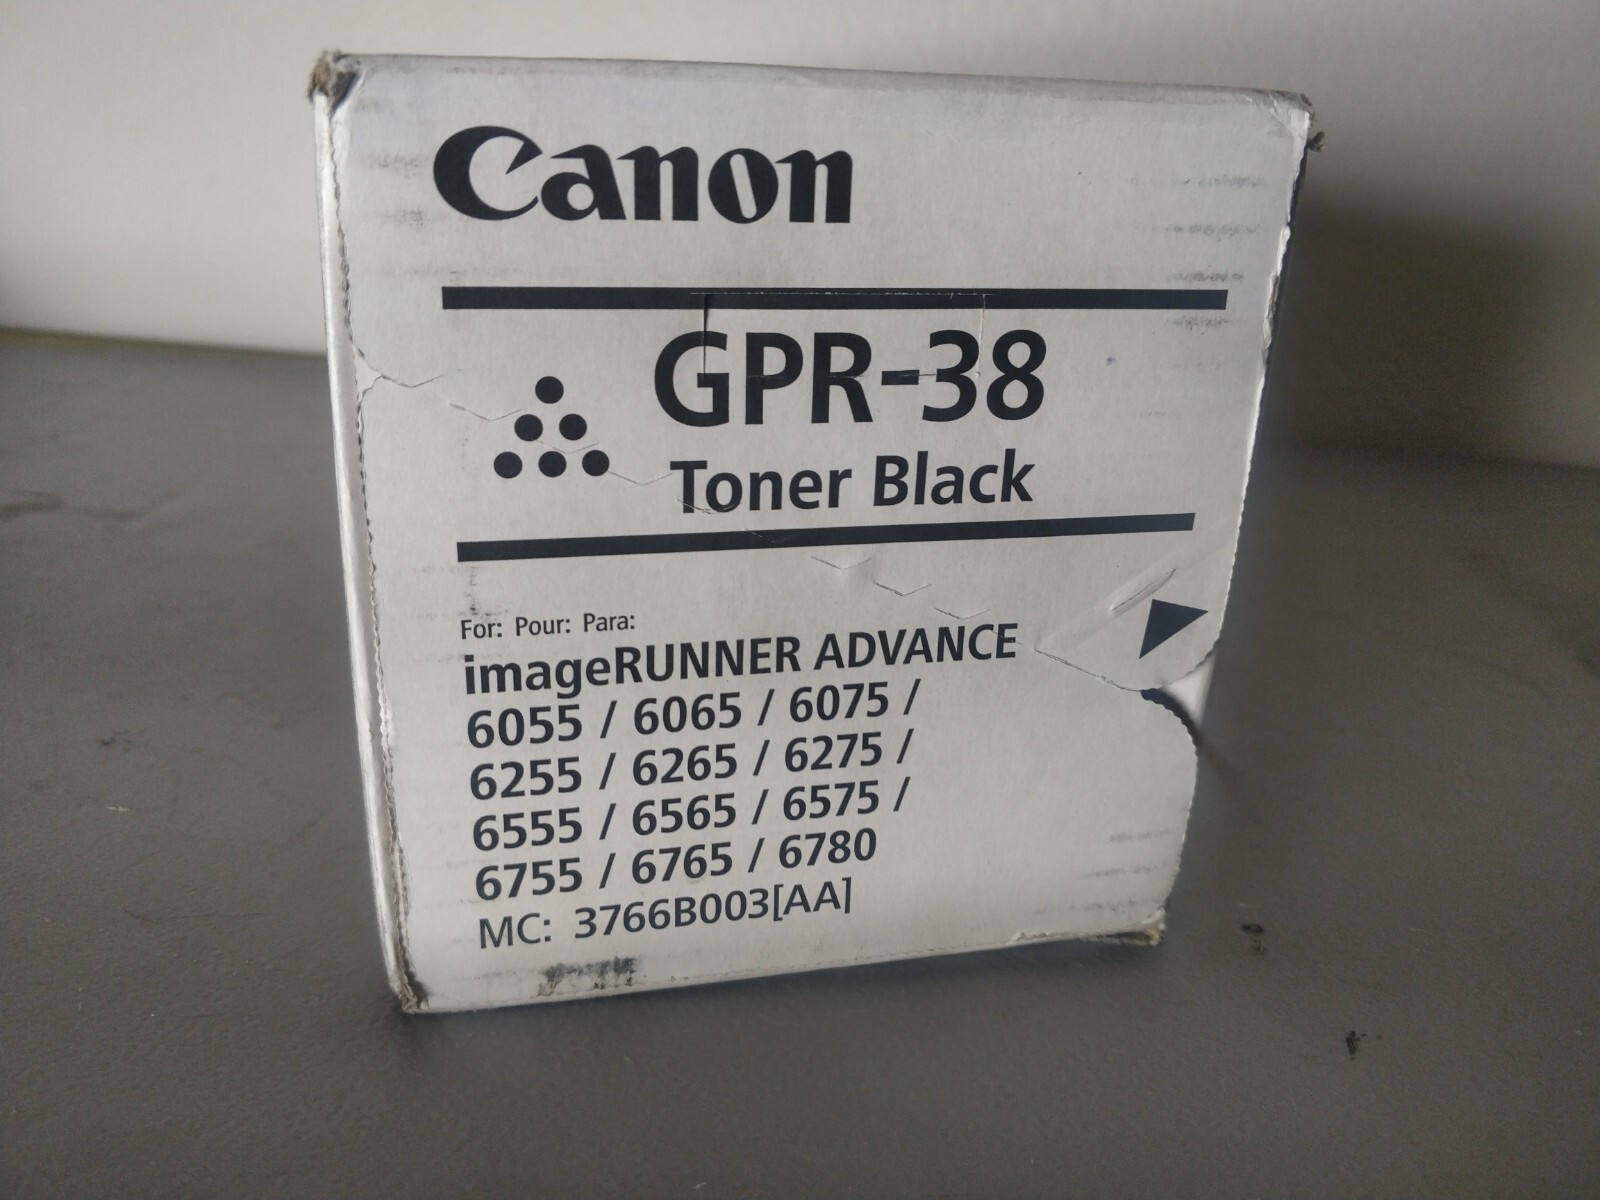 Canon
GPR-38
Toner Black
For: Pour: Para:
imageRUNNER ADVANCE
6055 / 6065 / 6075 /
6255 / 6265 / 6275 /
6555 / 6565 / 6575 /
6755 / 6765 / 6780
MC: 3766B003[AA]